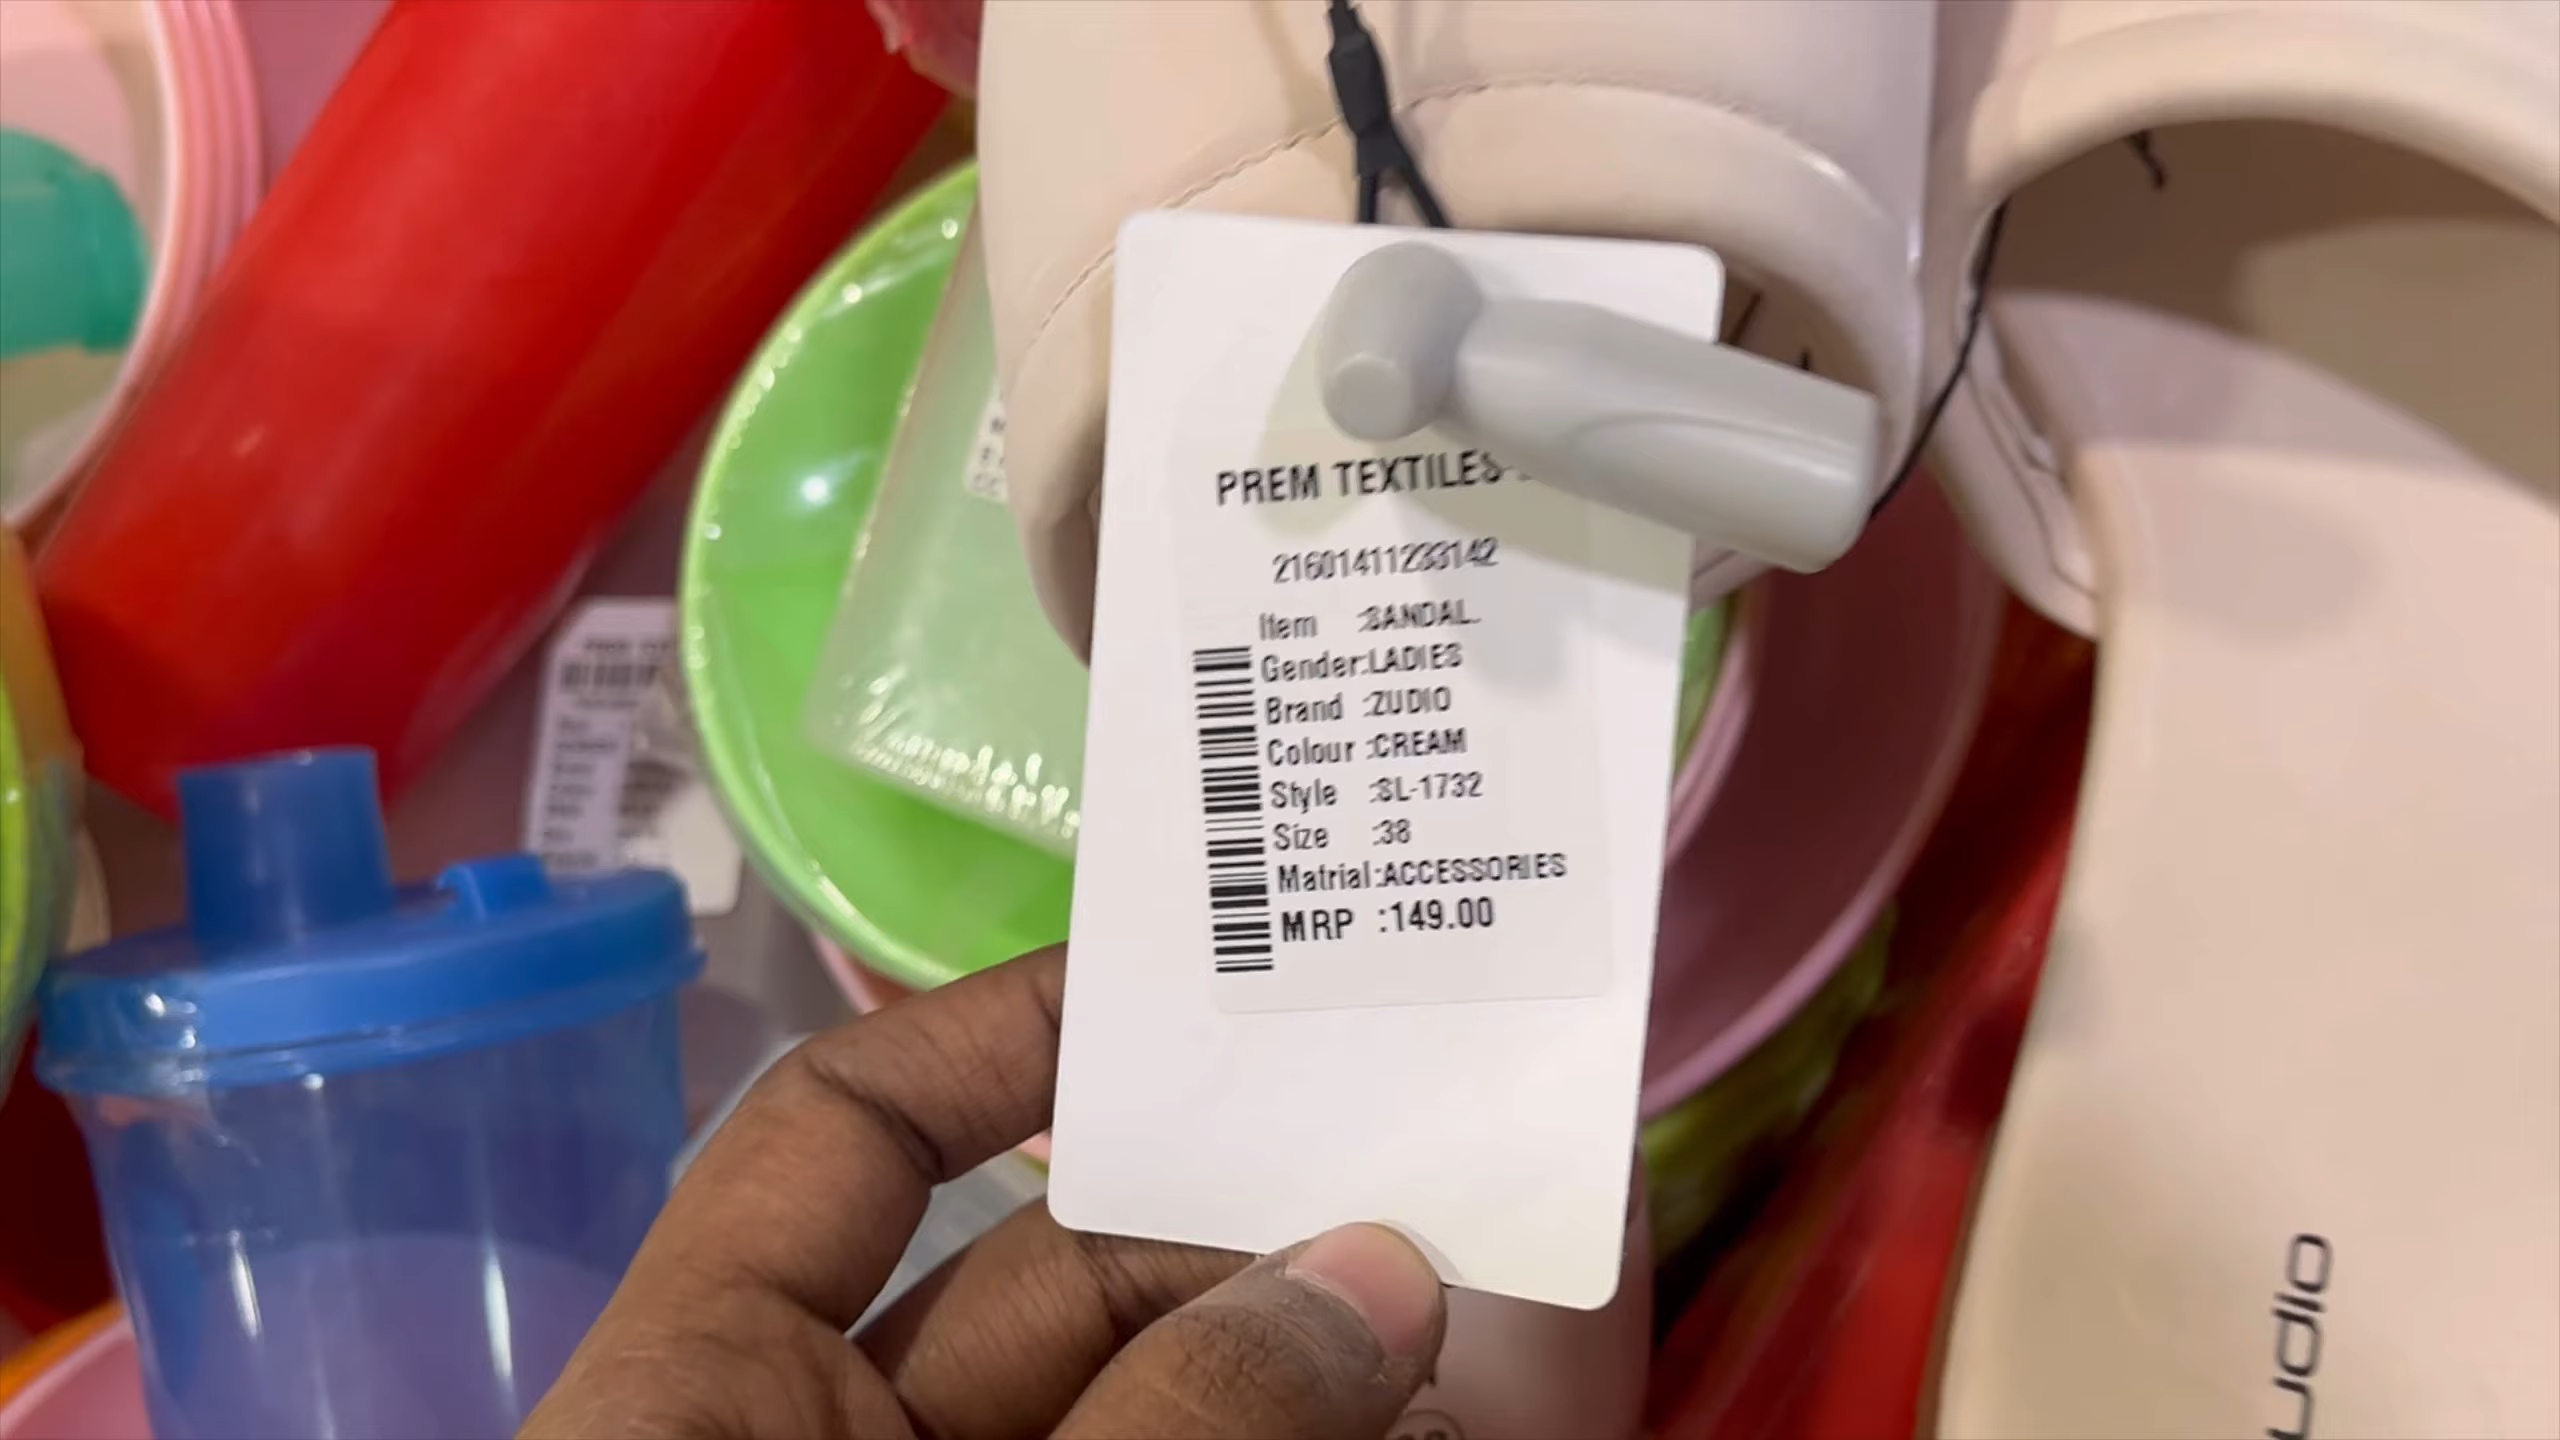 PREM TEXTILES-
21601411233142
Item :SANDAL.
Gender:LADIES
Brand :ZUDIO
Colour :CREAM
Style :SL-1732
Size :38
Matrial:ACCESSORIES
MRP :149.00
udio